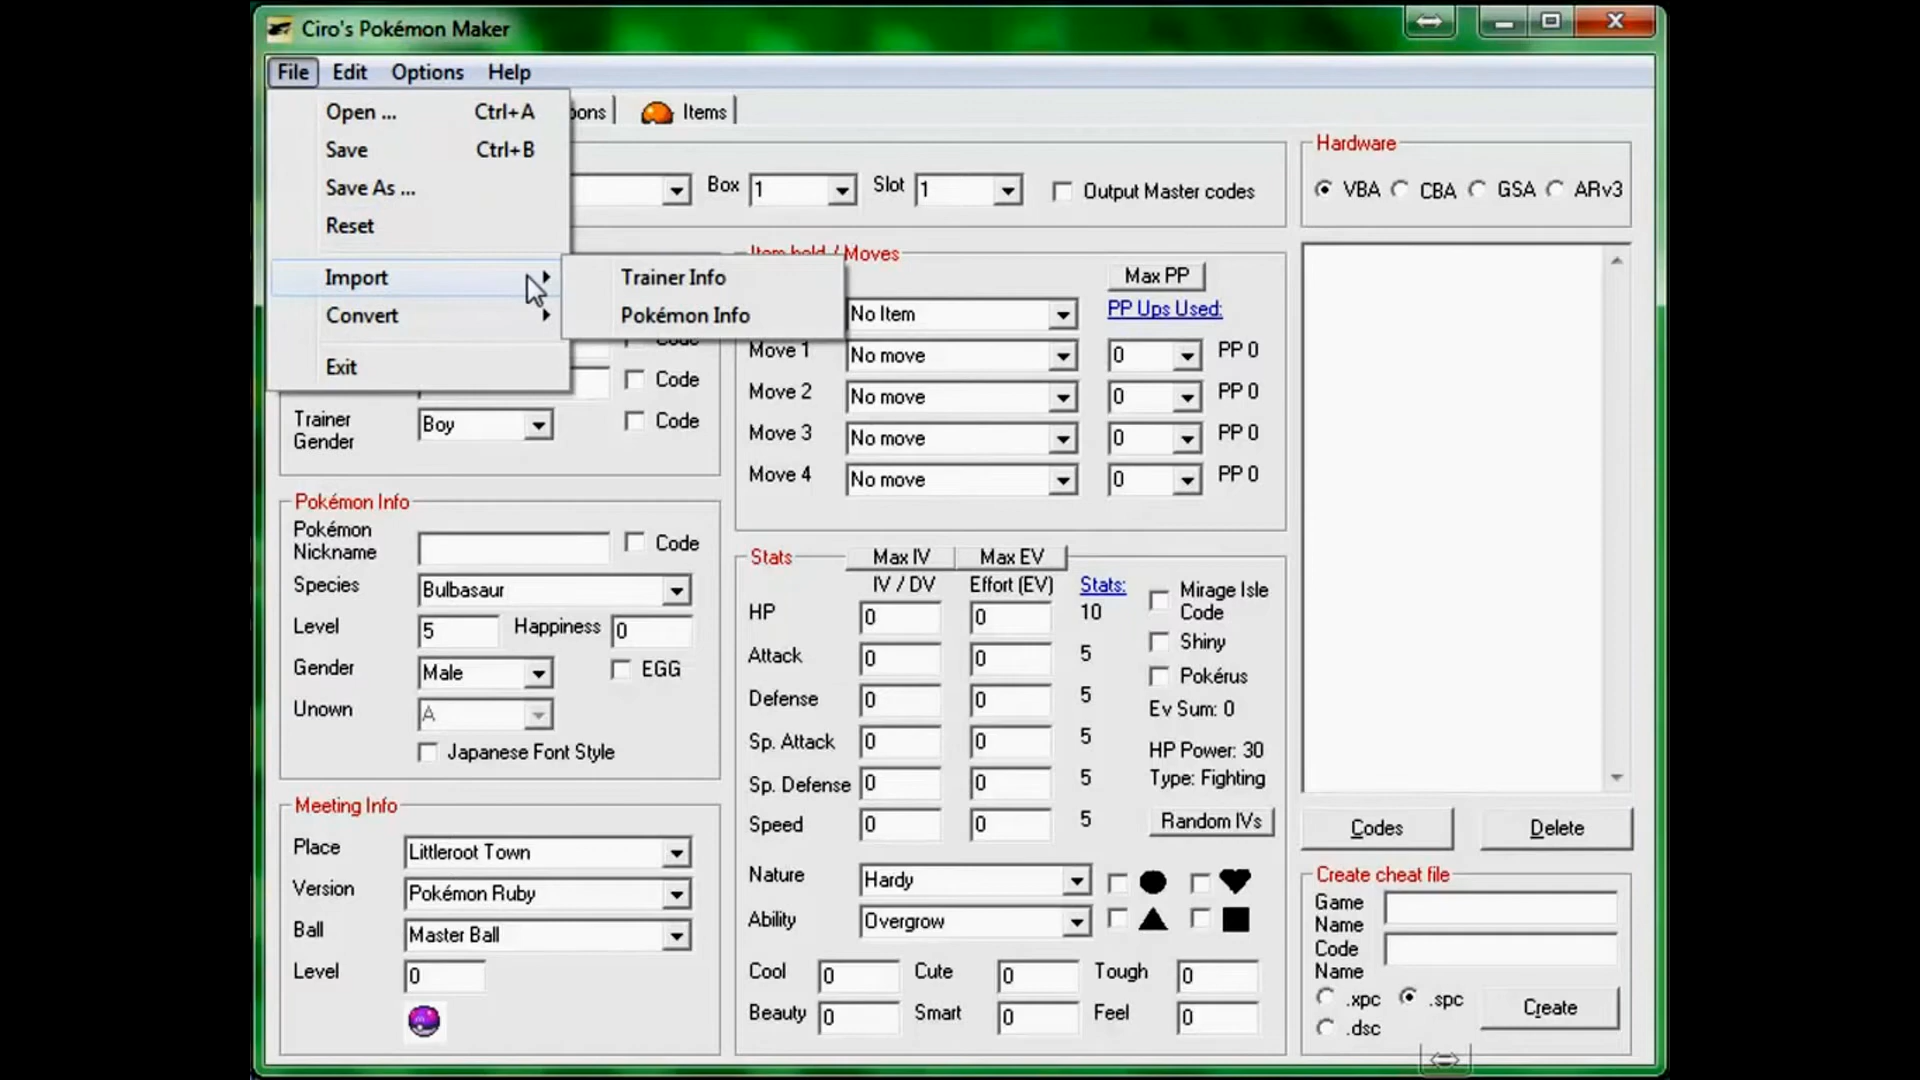 Ciro's Pokémon Maker
File Edit Options Help
Open ... Ctrl+A
Save Ctrl+B
Save As ...
Reset
Import
Convert
Exit
Trainer Info
Pokémon Info
Items
Box 1 Slot 1 Output Master codes
Hardware
VBA CBA GSA ARv3
Moves
Max PP
No Item PP Ups Used:
Move 1 No move 0 PP 0
Move 2 No move 0 PP 0
Move 3 No move 0 PP 0
Move 4 No move 0 PP 0
Code
Code
Trainer Gender Boy Code
Pokémon Info
Pokémon Nickname Code
Species Bulbasaur
Level 5 Happiness 0
Gender Male EGG
Unown A
Japanese Font Style
Meeting Info
Place Littleroot Town
Version Pokémon Ruby
Ball Master Ball
Level 0
Stats Max IV Max EV
IV / DV Effort (EV) Stats:
HP 0 0 10
Attack 0 0 5
Defense 0 0 5
Sp. Attack 0 0 5
Sp. Defense 0 0 5
Speed 0 0 5
Mirage Isle Code
Shiny
Pokérus
Ev Sum: 0
HP Power: 30
Type: Fighting
Random IVs
Nature Hardy
Ability Overgrow
Cool 0 Cute 0 Tough 0
Beauty 0 Smart 0 Feel 0
Codes Delete
Create cheat file
Game Name
Code Name
.xpc .spc
.dsc
Create